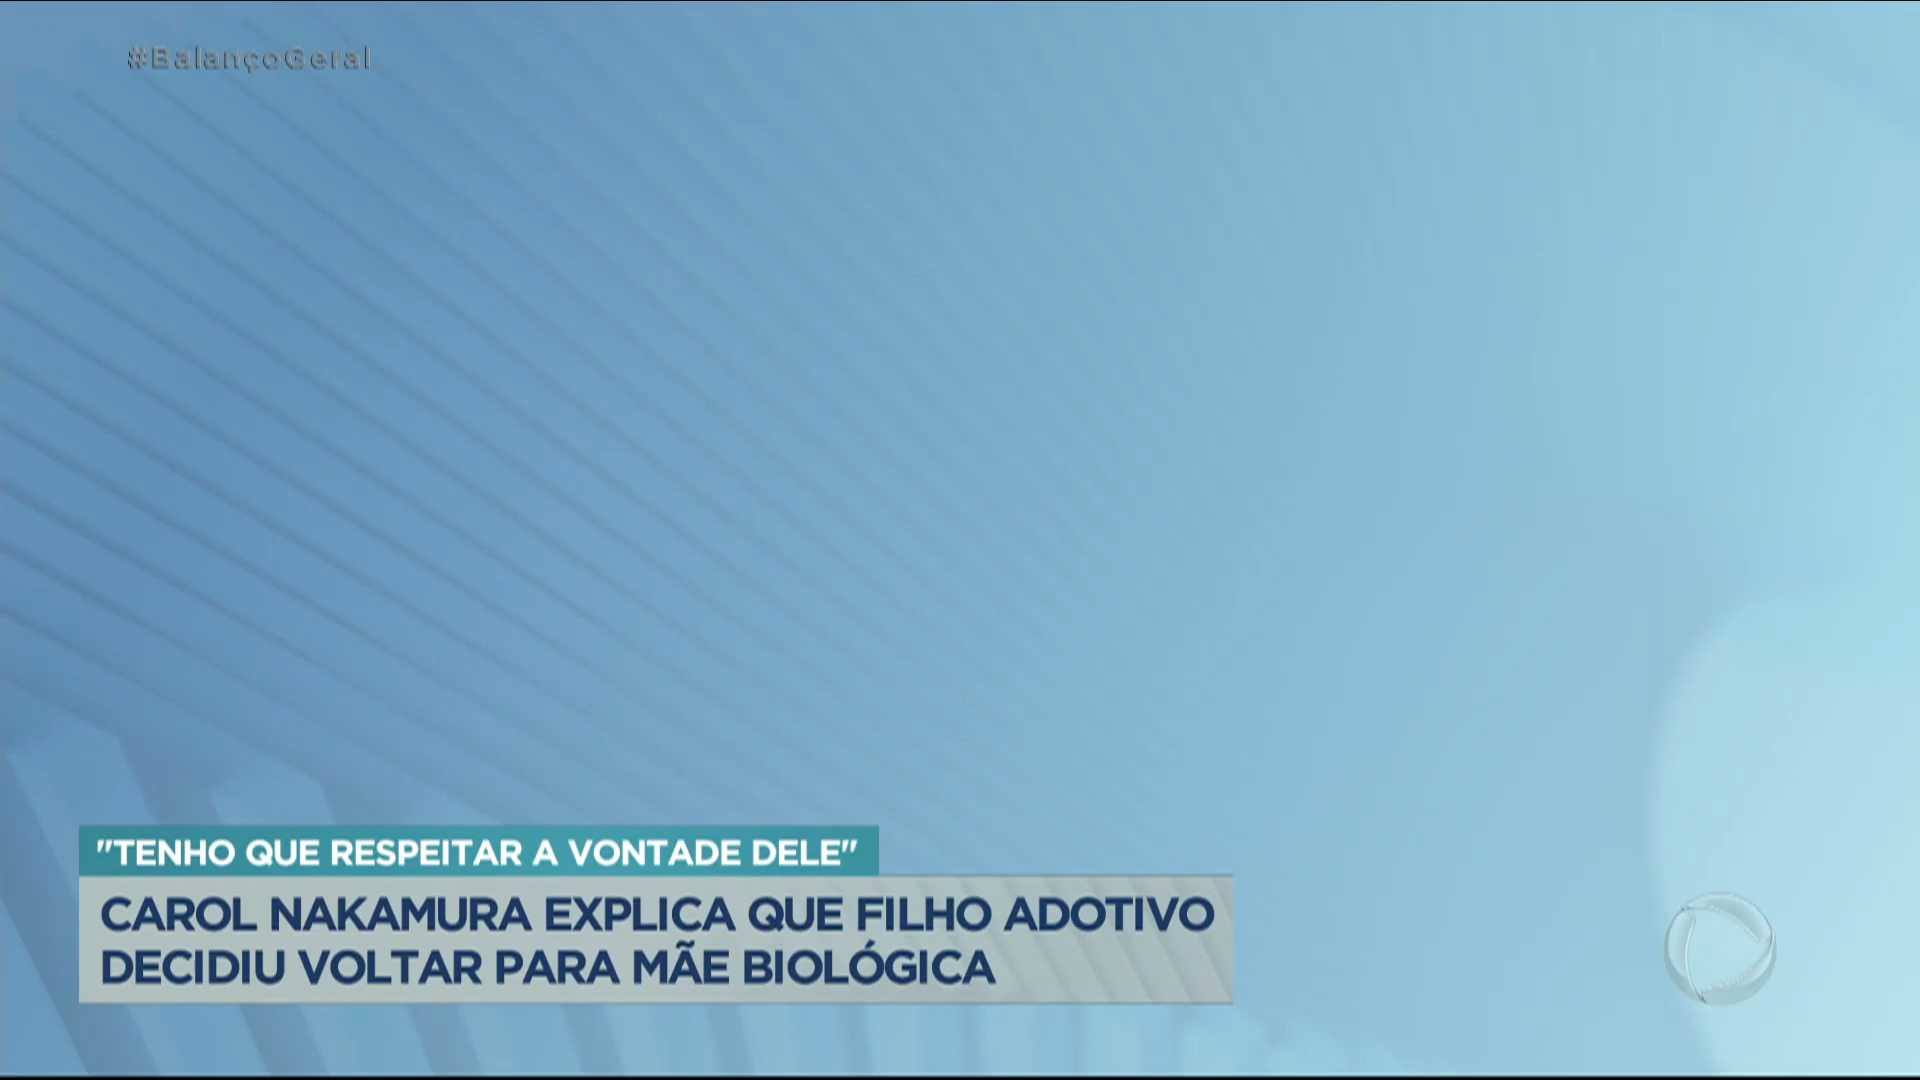 #BalançoGeral
"TENHO QUE RESPEITAR A VONTADE DELE"
CAROL NAKAMURA EXPLICA QUE FILHO ADOTIVO
DECIDIU VOLTAR PARA MÃE BIOLÓGICA